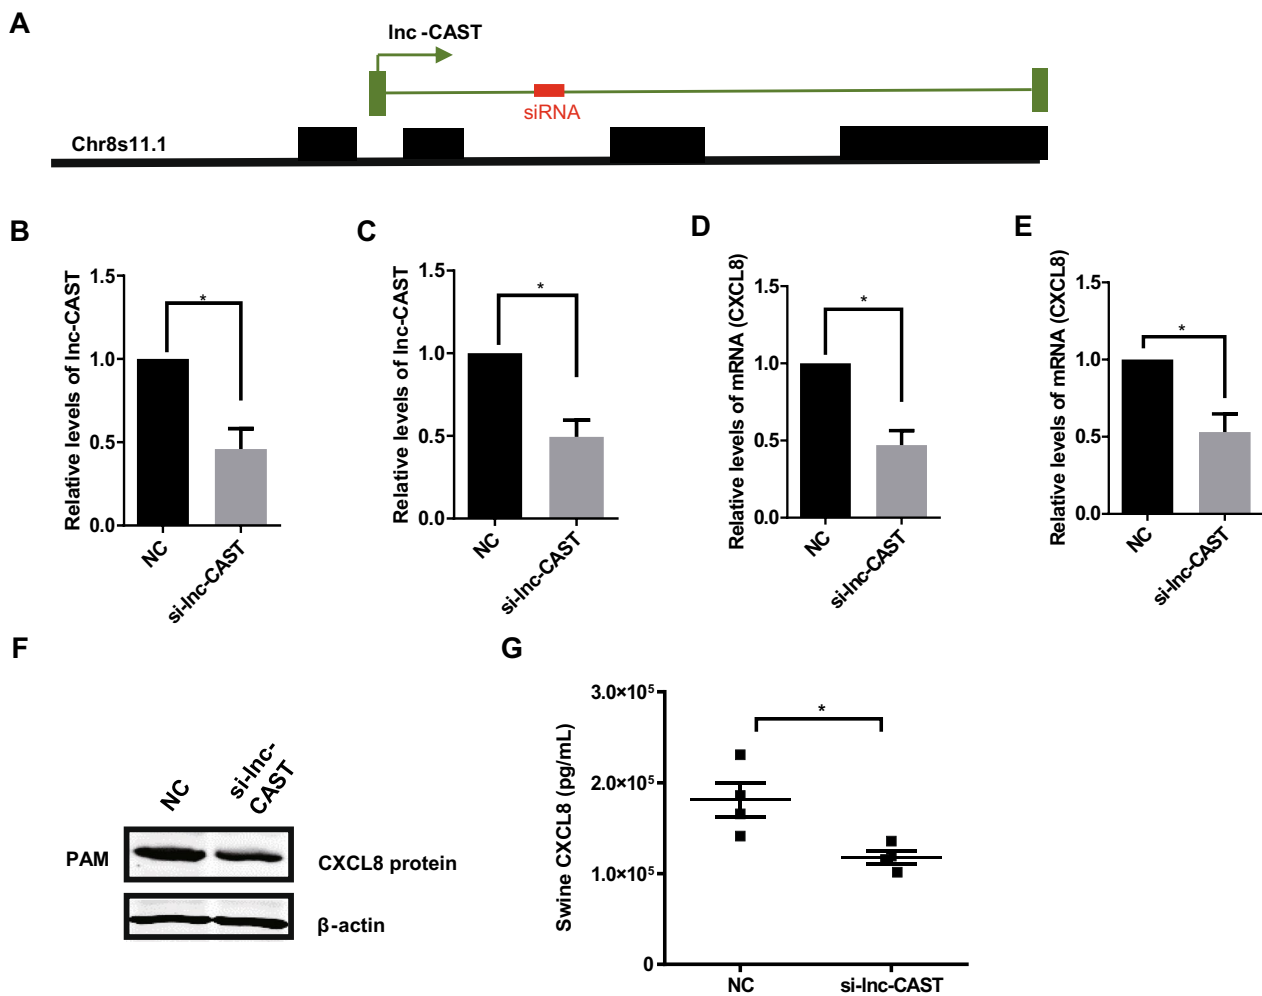 A
lnc -CAST
siRNA
Chr8s11.1
B
Relative levels of lnc-CAST
1.5
1.0
0.5
0.0
*
NC
si-lnc-CAST
C
Relative levels of lnc-CAST
1.5
1.0
0.5
0.0
*
NC
si-lnc-CAST
D
Relative levels of mRNA (CXCL8)
1.5
1.0
0.5
0.0
*
NC
si-lnc-CAST
E
Relative levels of mRNA (CXCL8)
1.5
1.0
0.5
0.0
*
NC
si-lnc-CAST
F
NC
si-lnc-
CAST
PAM
CXCL8 protein
β-actin
G
Swine CXCL8 (pg/mL)
3.0×10⁵
2.0×10⁵
1.0×10⁵
0
*
NC
si-lnc-CAST